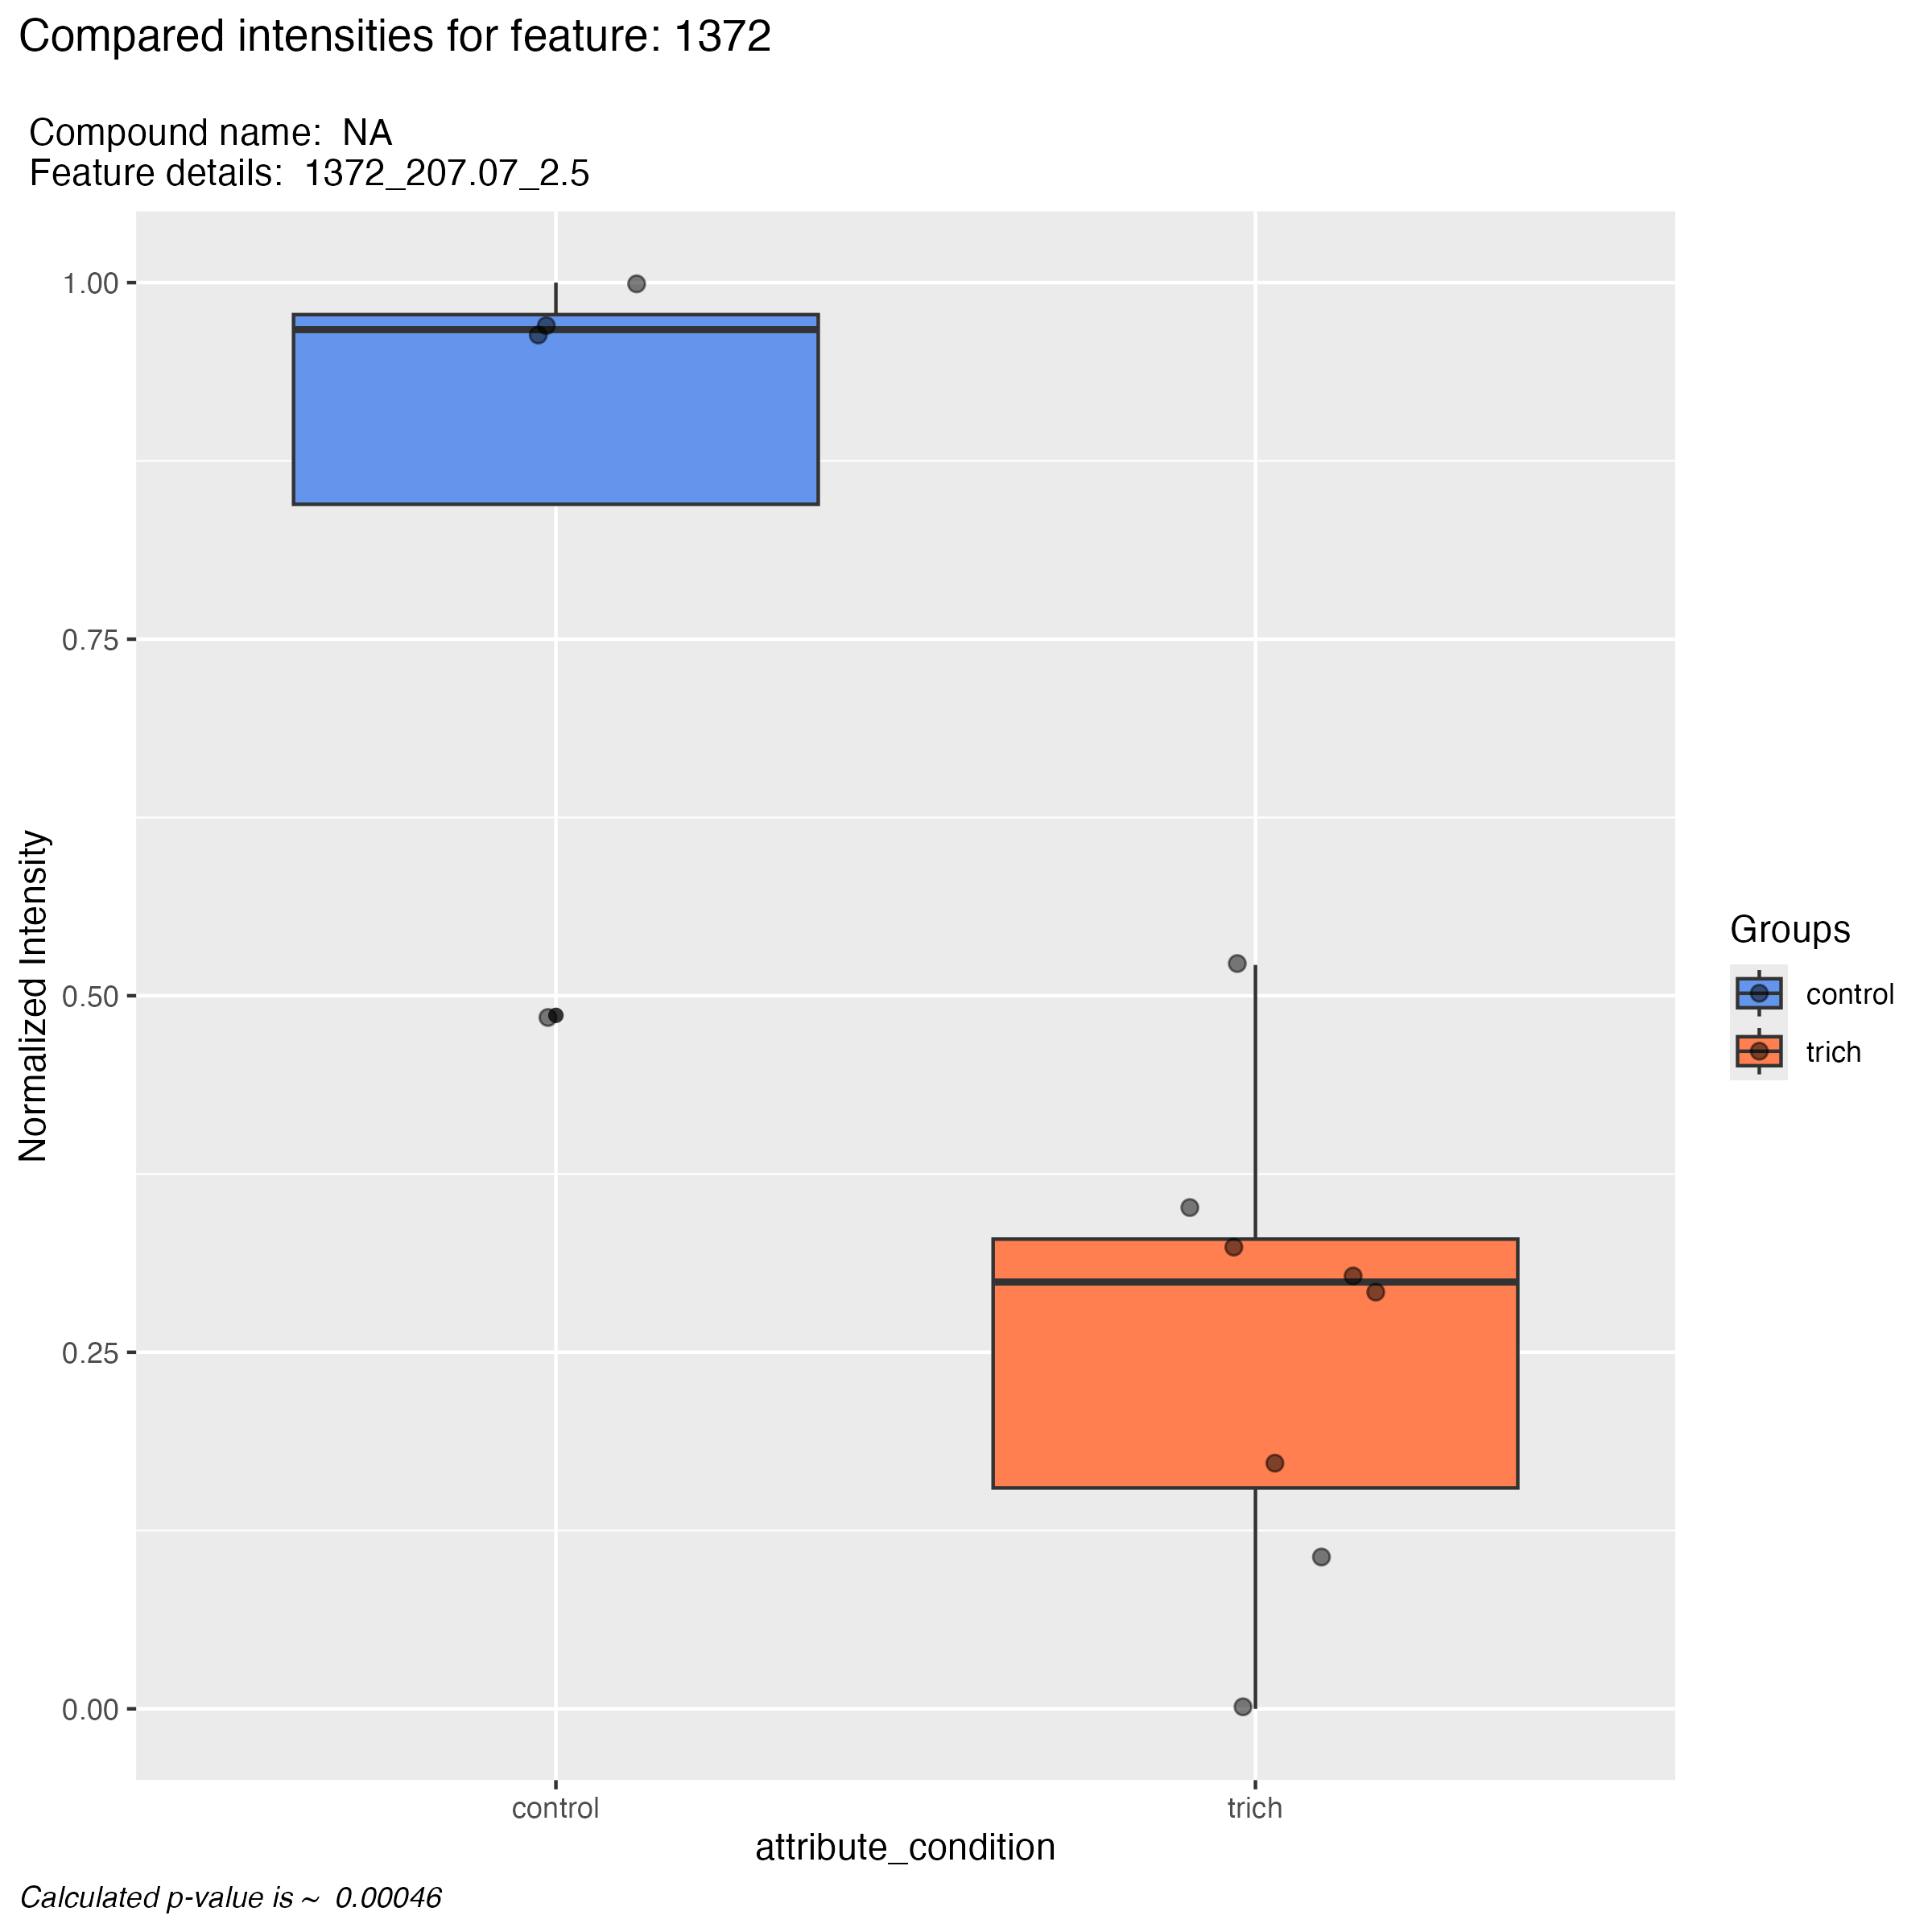 Compared intensities for feature: 1372
Compound name:  NA
Feature details:  1372_207.07_2.5
1.00
0.75
0.50
0.25
0.00
Normalized Intensity
control
trich
attribute_condition
Groups
control
trich
Calculated p-value is ~  0.00046